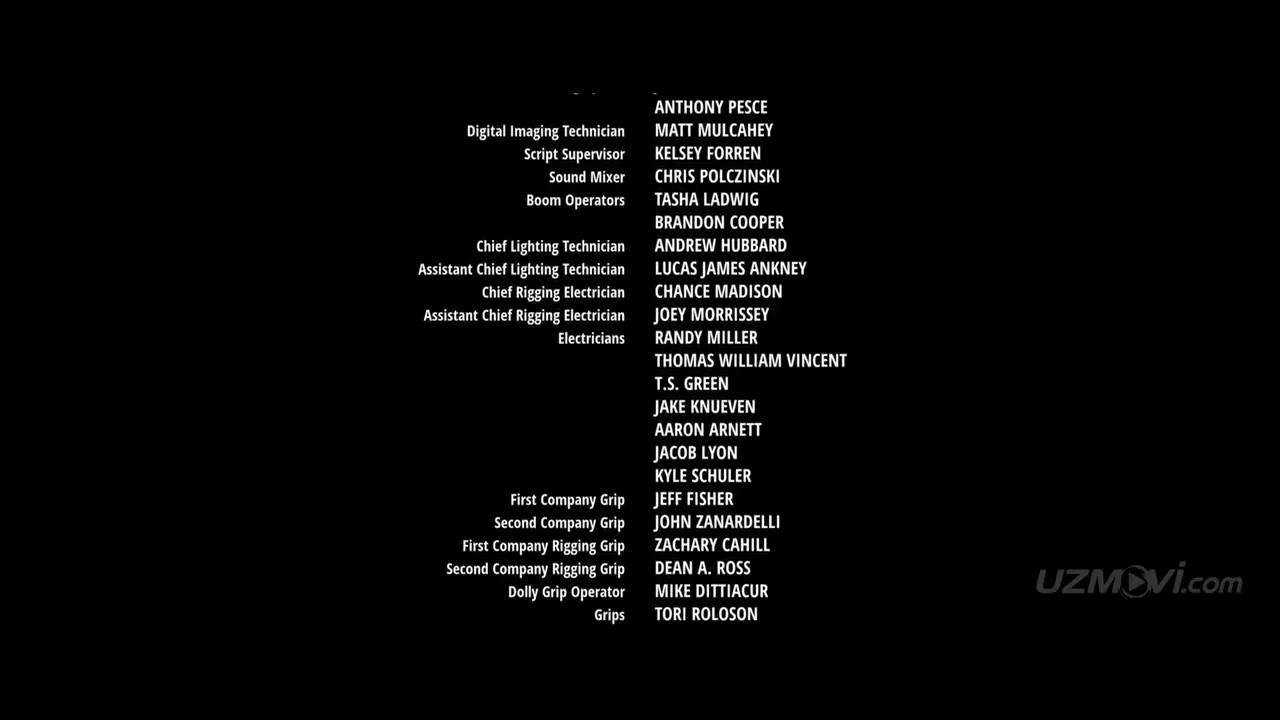 ANTHONY PESCE
Digital Imaging Technician MATT MULCAHEY
Script Supervisor KELSEY FORREN
Sound Mixer CHRIS POLCZINSKI
Boom Operators TASHA LADWIG
BRANDON COOPER
Chief Lighting Technician ANDREW HUBBARD
Assistant Chief Lighting Technician LUCAS JAMES ANKNEY
Chief Rigging Electrician CHANCE MADISON
Assistant Chief Rigging Electrician JOEY MORRISSEY
Electricians RANDY MILLER
THOMAS WILLIAM VINCENT
T.S. GREEN
JAKE KNUEVEN
AARON ARNETT
JACOB LYON
KYLE SCHULER
First Company Grip JEFF FISHER
Second Company Grip JOHN ZANARDELLI
First Company Rigging Grip ZACHARY CAHILL
Second Company Rigging Grip DEAN A. ROSS
Dolly Grip Operator MIKE DITTIACUR
Grips TORI ROLOSON
UZMOVi.com